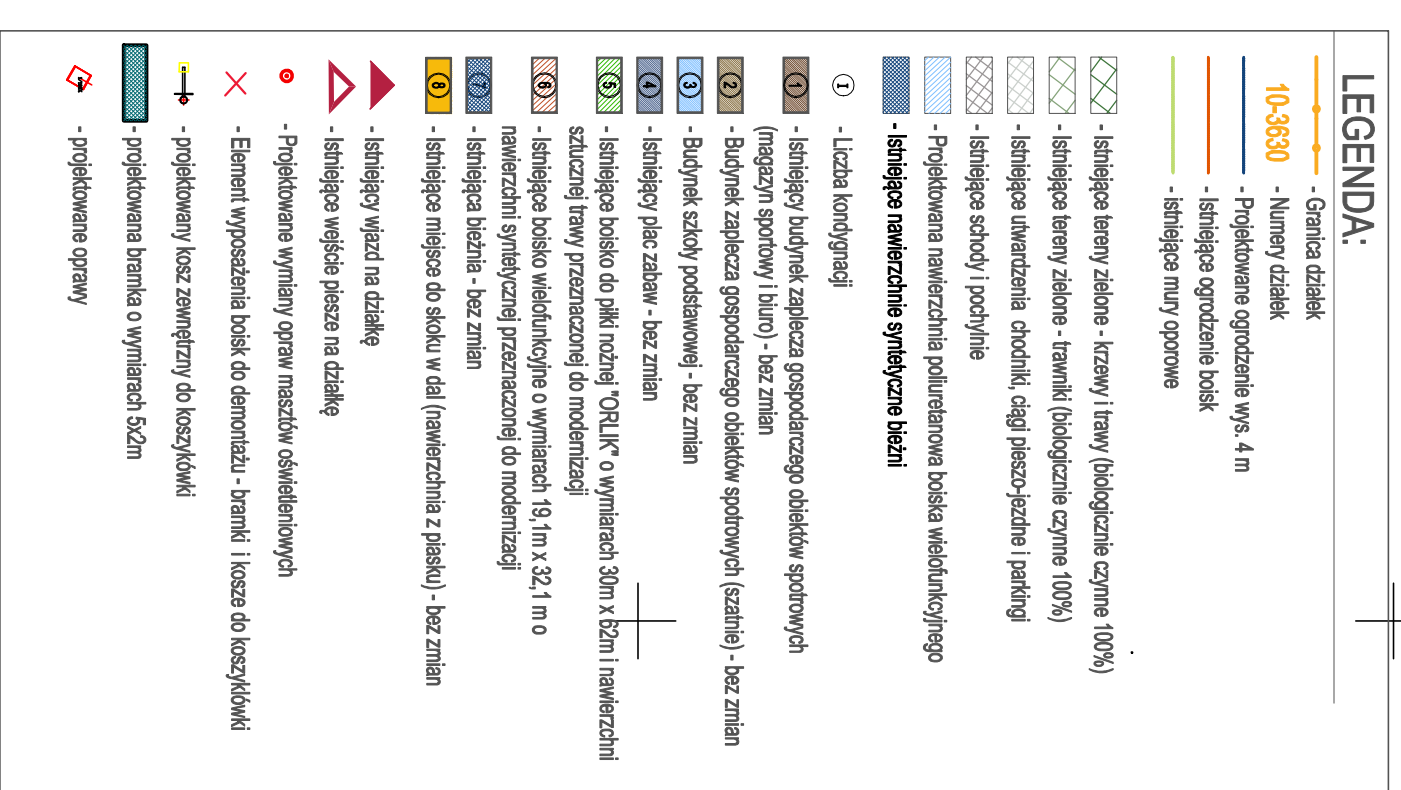 LEGENDA:
- Granica działek
10-3630 - Numery działek
- Projektowane ogrodzenie wys. 4 m
- Istniejące ogrodzenie boisk
- istniejące mury oporowe
- Istniejące tereny zielone - krzewy i trawy (biologicznie czynne 100%)
- Istniejące tereny zielone - trawniki (biologicznie czynne 100%)
- Istniejące utwardzenia chodniki, ciągi pieszo-jezdne i parkingi
- Istniejące schody i pochylnie
- Projektowana nawierzchnia poliuretanowa boiska wielofunkcyjnego
- Istniejące nawierzchnie syntetyczne bieżni
I - Liczba kondygnacji
1 - Istniejący budynek zaplecza gospodarczego obiektów spotrowych
(magazyn sportowy i biuro) - bez zmian
2 - Budynek zaplecza gospodarczego obiektów spotrowych (szatnie) - bez zmian
3 - Budynek szkoły podstawowej - bez zmian
4 - Istniejący plac zabaw - bez zmian
5 - Istniejące boisko do piłki nożnej "ORLIK" o wymiarach 30m x 62m i nawierzchni
sztucznej trawy przeznaczonej do modernizacji
6 - Istniejące boisko wielofunkcyjne o wymiarach 19,1m x 32,1 m o
nawierzchni syntetycznej przeznaczonej do modernizacji
7 - Istniejąca bieżnia - bez zmian
8 - Istniejące miejsce do skoku w dal (nawierzchnia z piasku) - bez zmian
- Istniejący wjazd na działkę
- Istniejące wejście piesze na działkę
- Projektowane wymiany opraw masztów oświetleniowych
- Element wyposażenia boisk do demontażu - bramki i kosze do koszyklówki
- projektowany kosz zewnętrzny do koszykówki
- projektowana bramka o wymiarach 5x2m
- projektowane oprawy